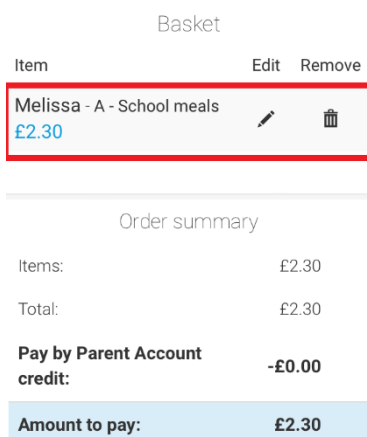 Basket
Item Edit Remove
Melissa - A - School meals
£2.30
Order summary
Items: £2.30
Total: £2.30
Pay by Parent Account
credit: -£0.00
Amount to pay: £2.30